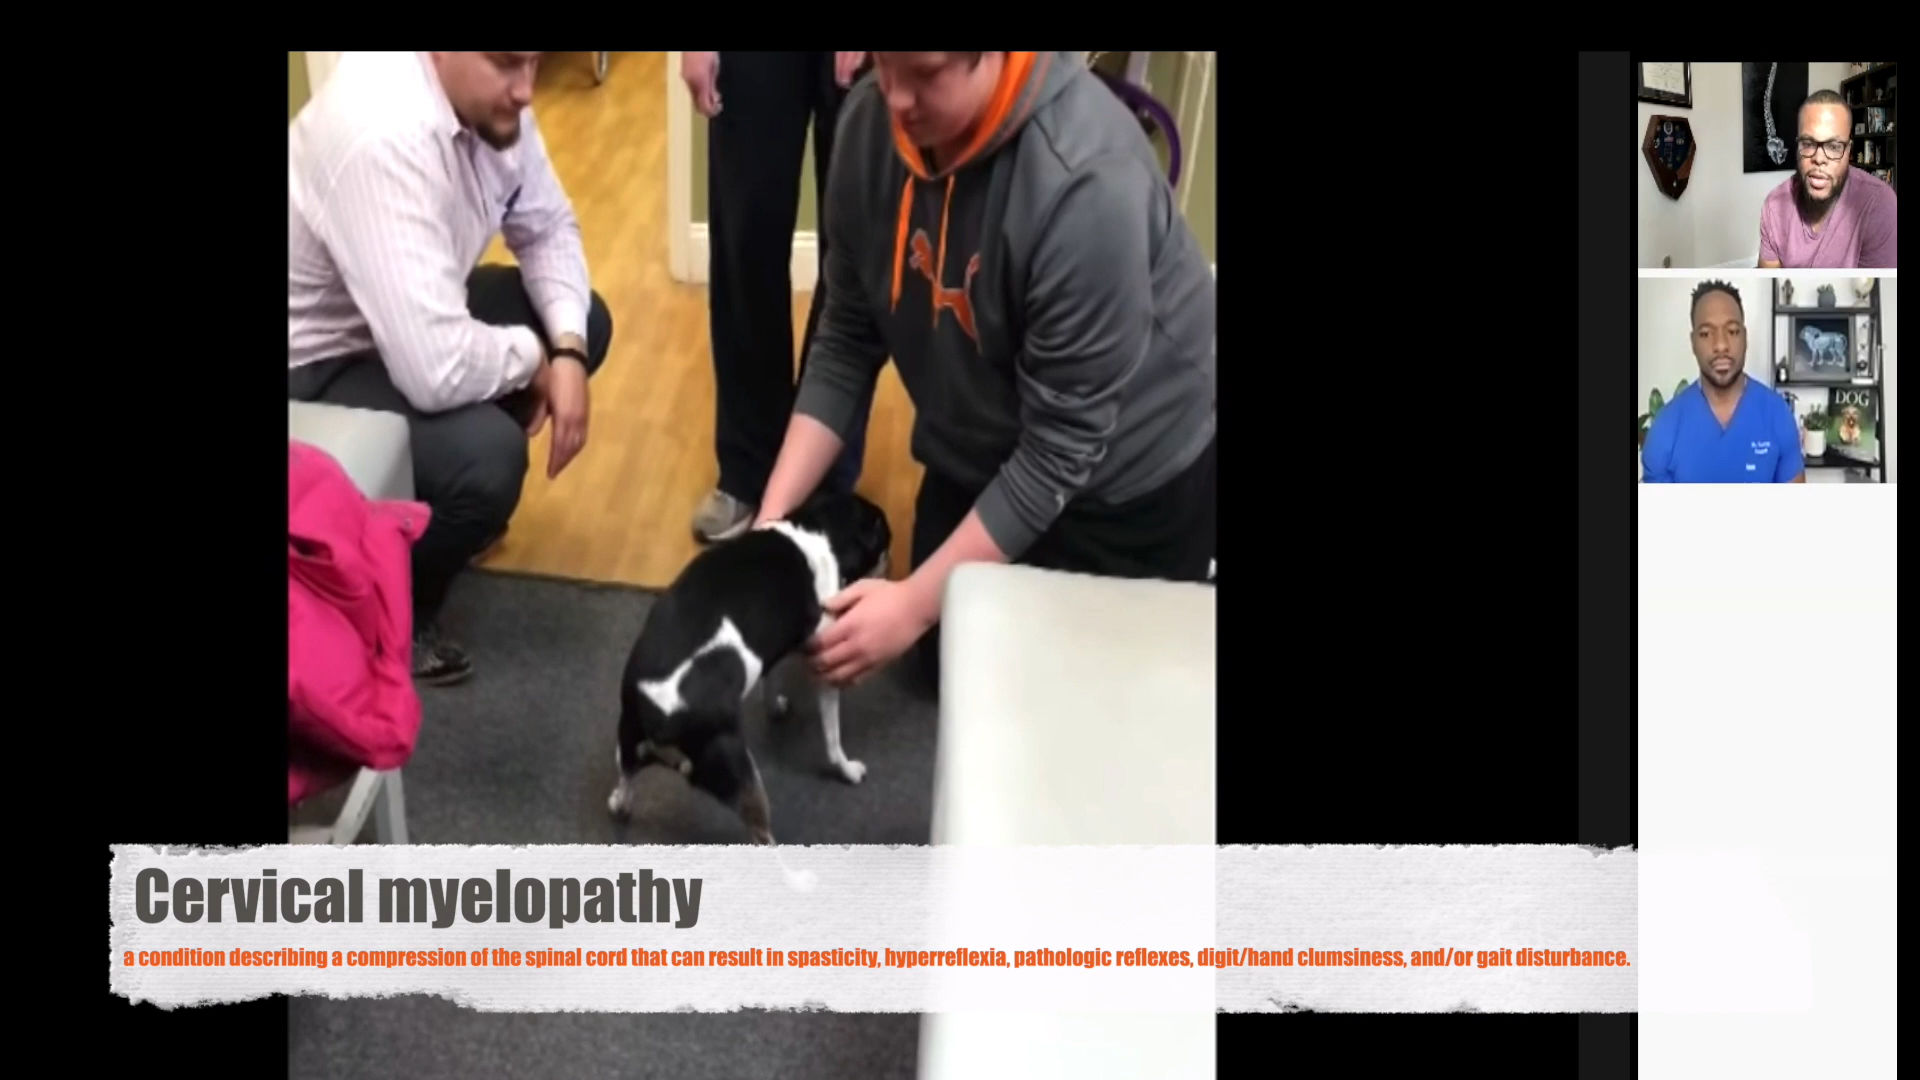 Cervical myelopathy
a condition describing a compression of the spinal cord that can result in spasticity, hyperreflexia, pathologic reflexes, digit/hand clumsiness, and/or gait disturbance.
DOG